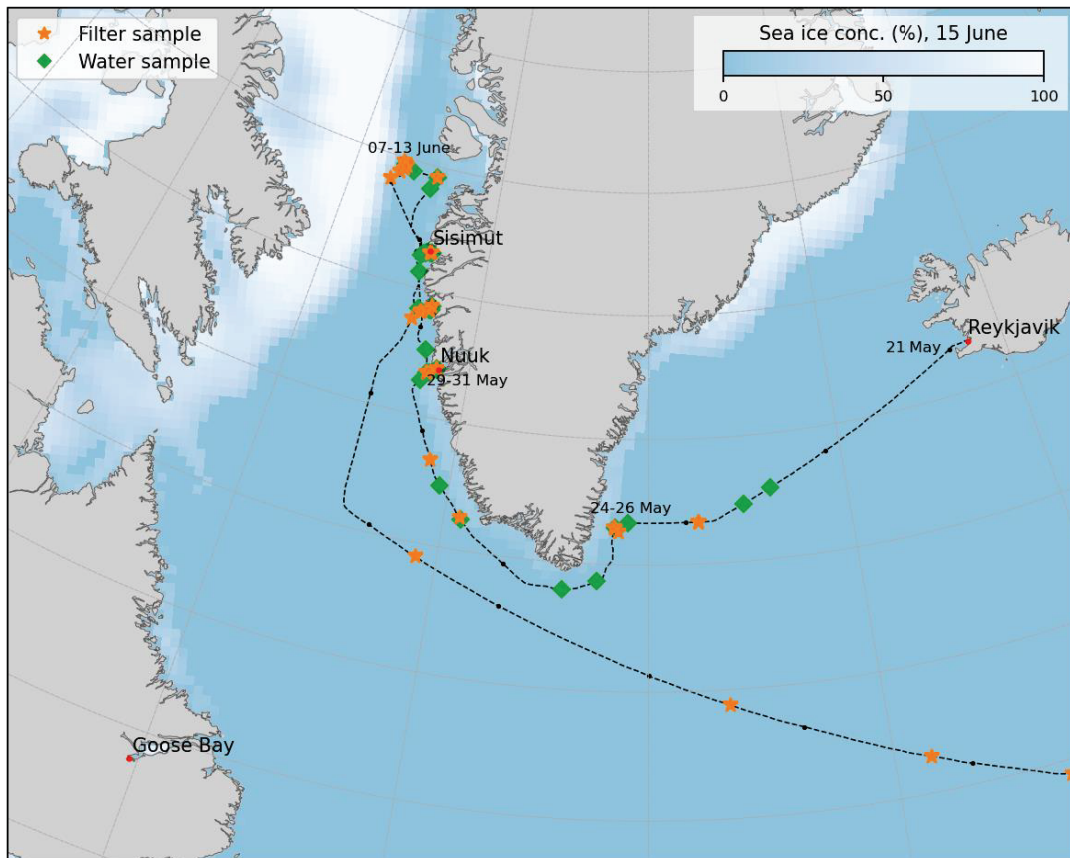 Filter sample
Water sample
Sea ice conc. (%), 15 June
0 50 100
07-13 June
Sisimut
Reykjavik
21 May
Nuuk
29-31 May
24-26 May
Goose Bay